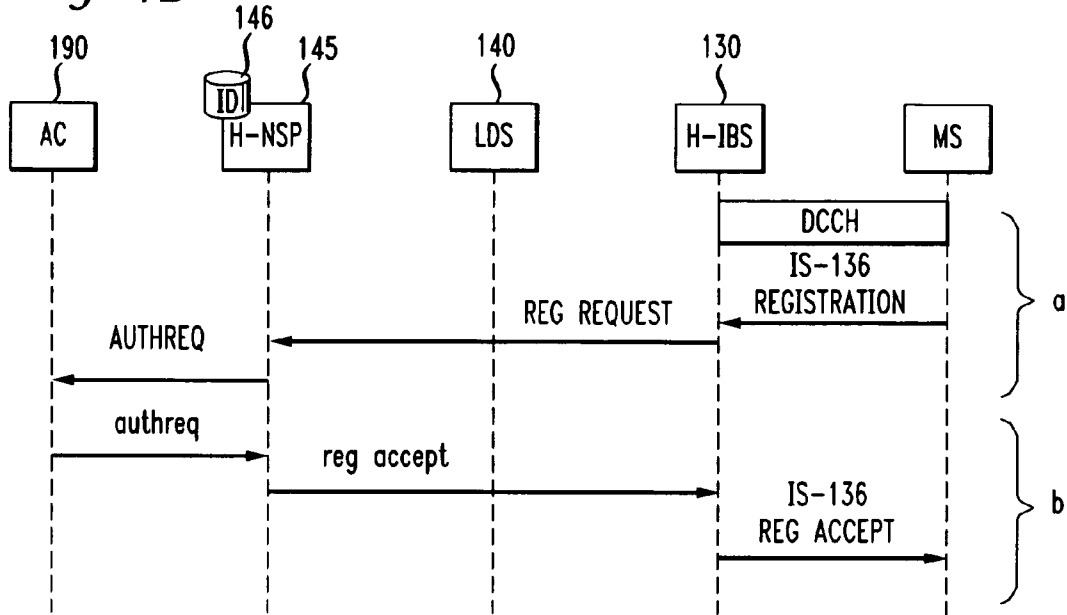 190
146
145
140
130
AC
ID
H-NSP
LDS
H-IBS
MS
DCCH
IS-136
REGISTRATION
a
REG REQUEST
AUTHREQ
authreq
reg accept
IS-136
REG ACCEPT
b